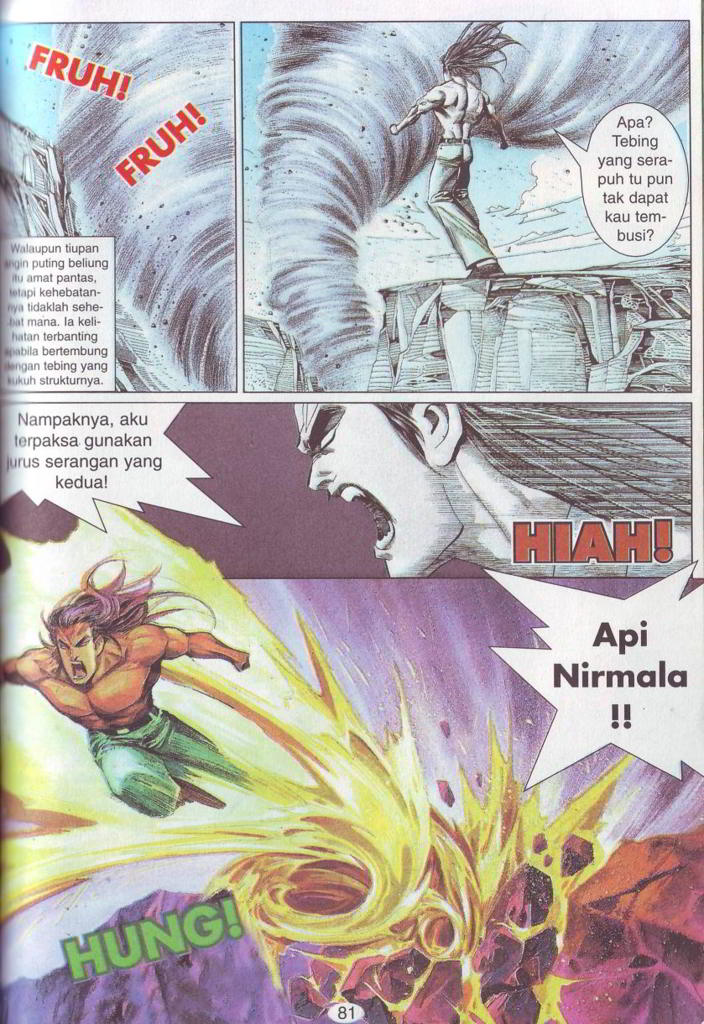 FRUH!
FRUH!
Walaupun tiupan
angin puting beliung
itu amat pantas,
tetapi kehebatan-
nya tidaklah sehe-
bat mana. Ia keli-
hatan terbanting
apabila bertembung
dengan tebing yang
kukuh strukturnya.
Apa?
Tebing
yang sera-
puh tu pun
tak dapat
kau tem-
busi?
Nampaknya, aku
terpaksa gunakan
jurus serangan yang
kedua!
HIAH!
Api
Nirmala
!!
HUNG!
81